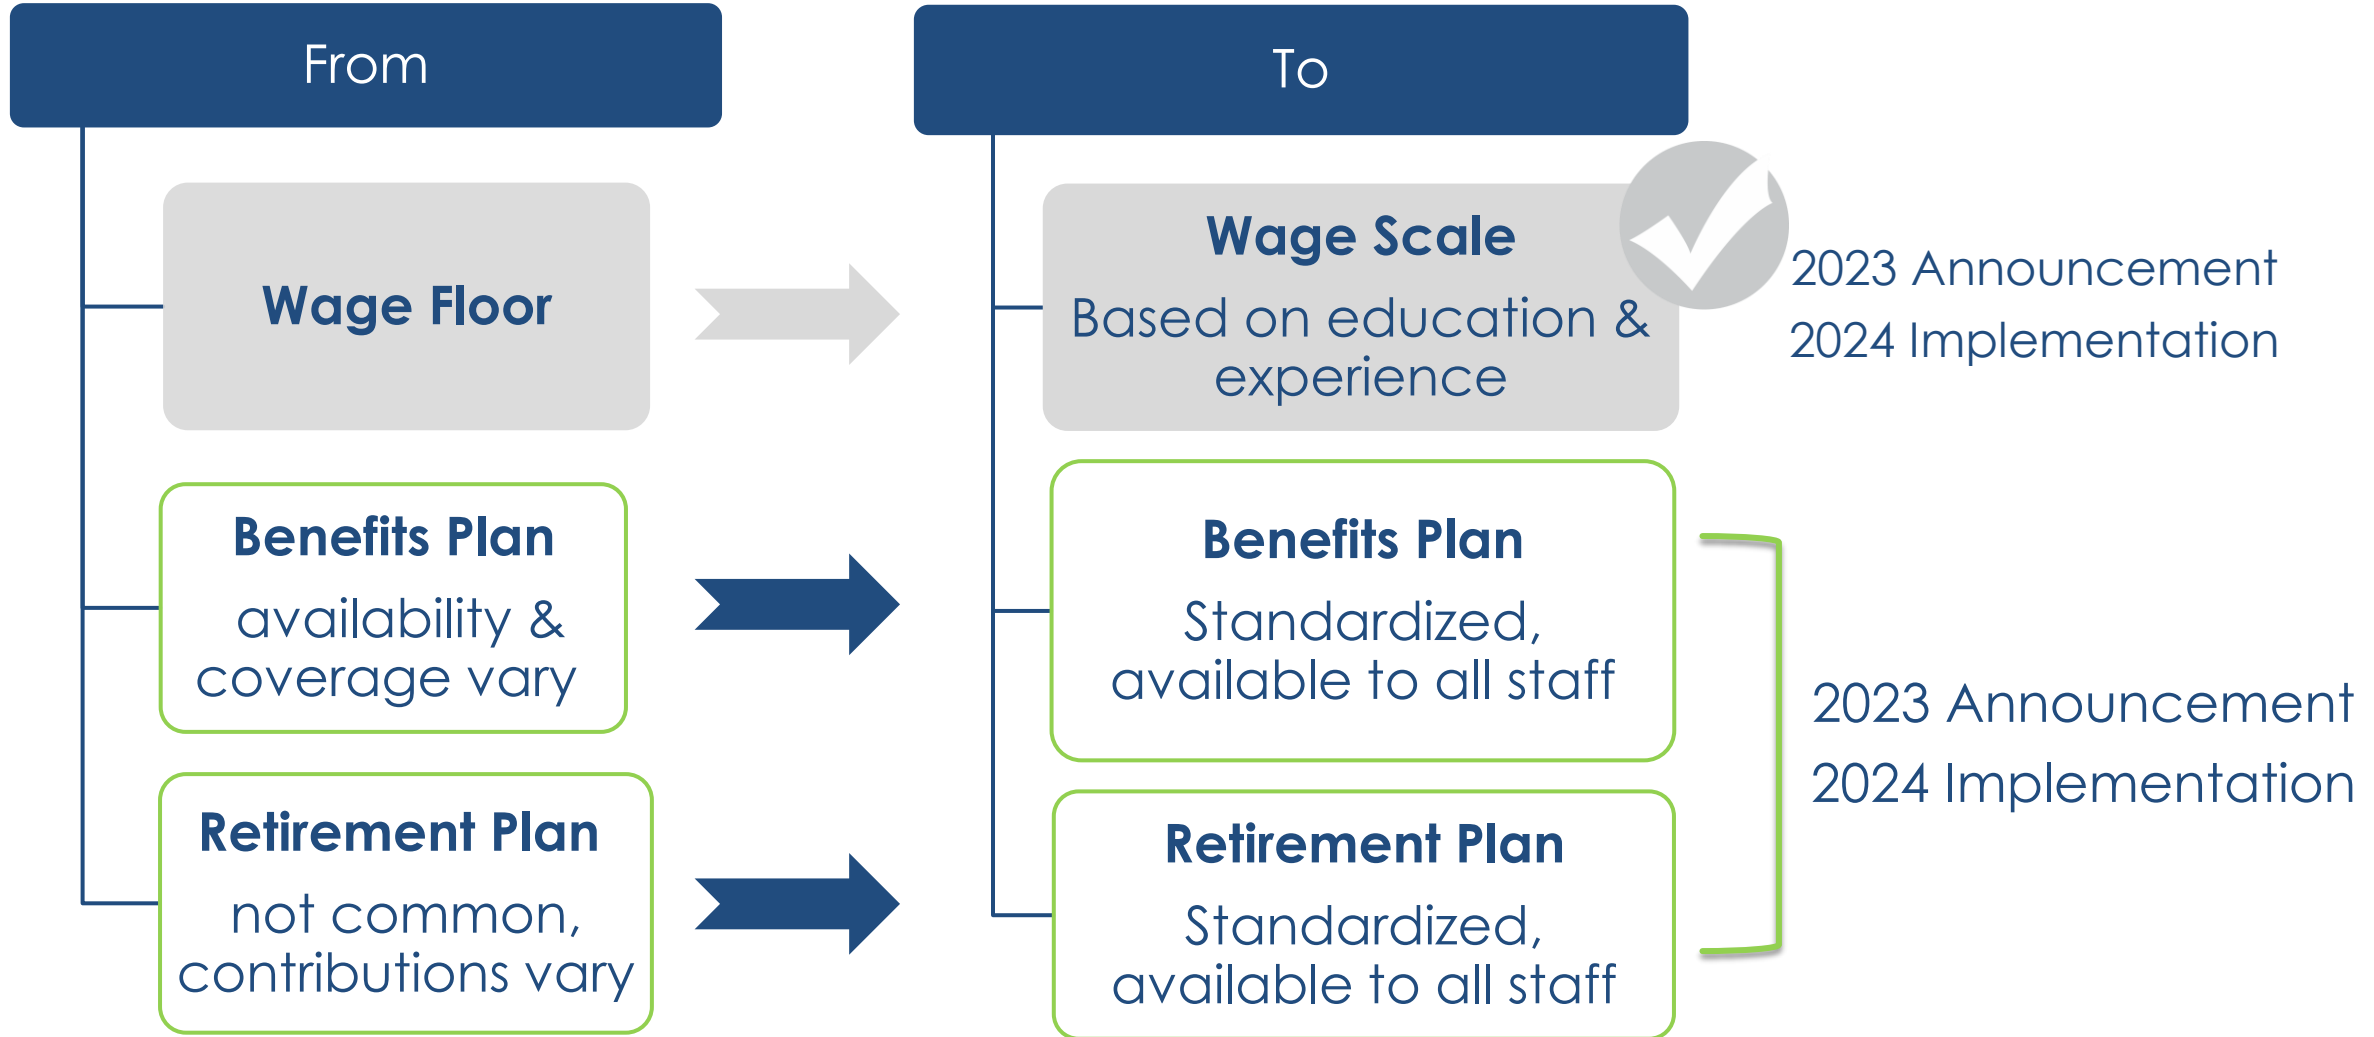 From
To
Wage Floor
Wage Scale
Based on education &
experience
2023 Announcement
2024 Implementation
Benefits Plan
availability &
coverage vary
Benefits Plan
Standardized,
available to all staff
Retirement Plan
not common,
contributions vary
Retirement Plan
Standardized,
available to all staff
2023 Announcement
2024 Implementation